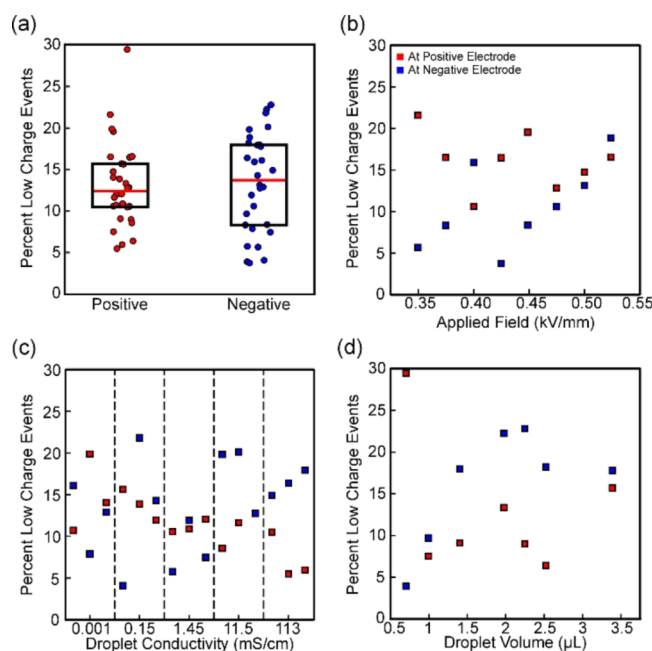 (a)
Percent Low Charge Events
30
25
20
15
10
5
0
Positive Negative
(b)
Percent Low Charge Events
30
25
20
15
10
5
0
At Positive Electrode
At Negative Electrode
0.35 0.40 0.45 0.50 0.55
Applied Field (kV/mm)
(c)
Percent Low Charge Events
30
25
20
15
10
5
0
0.001 0.15 1.45 11.5 113
Droplet Conductivity (mS/cm)
(d)
Percent Low Charge Events
30
25
20
15
10
5
0
0.5 1 1.5 2 2.5 3 3.5
Droplet Volume (µL)